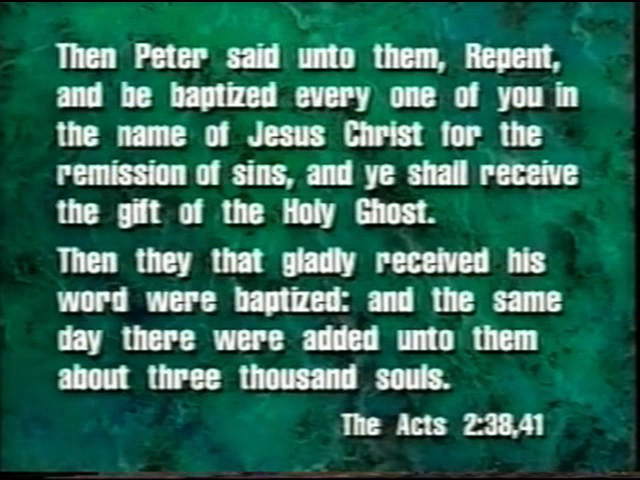 Then Peter said unto them, Repent,
and be baptized every one of you in
the name of Jesus Christ for the
remission of sins, and ye shall receive
the gift of the Holy Ghost.
Then they that gladly received his
word were baptized: and the same
day there were added unto them
about three thousand souls.
The Acts 2:38,41